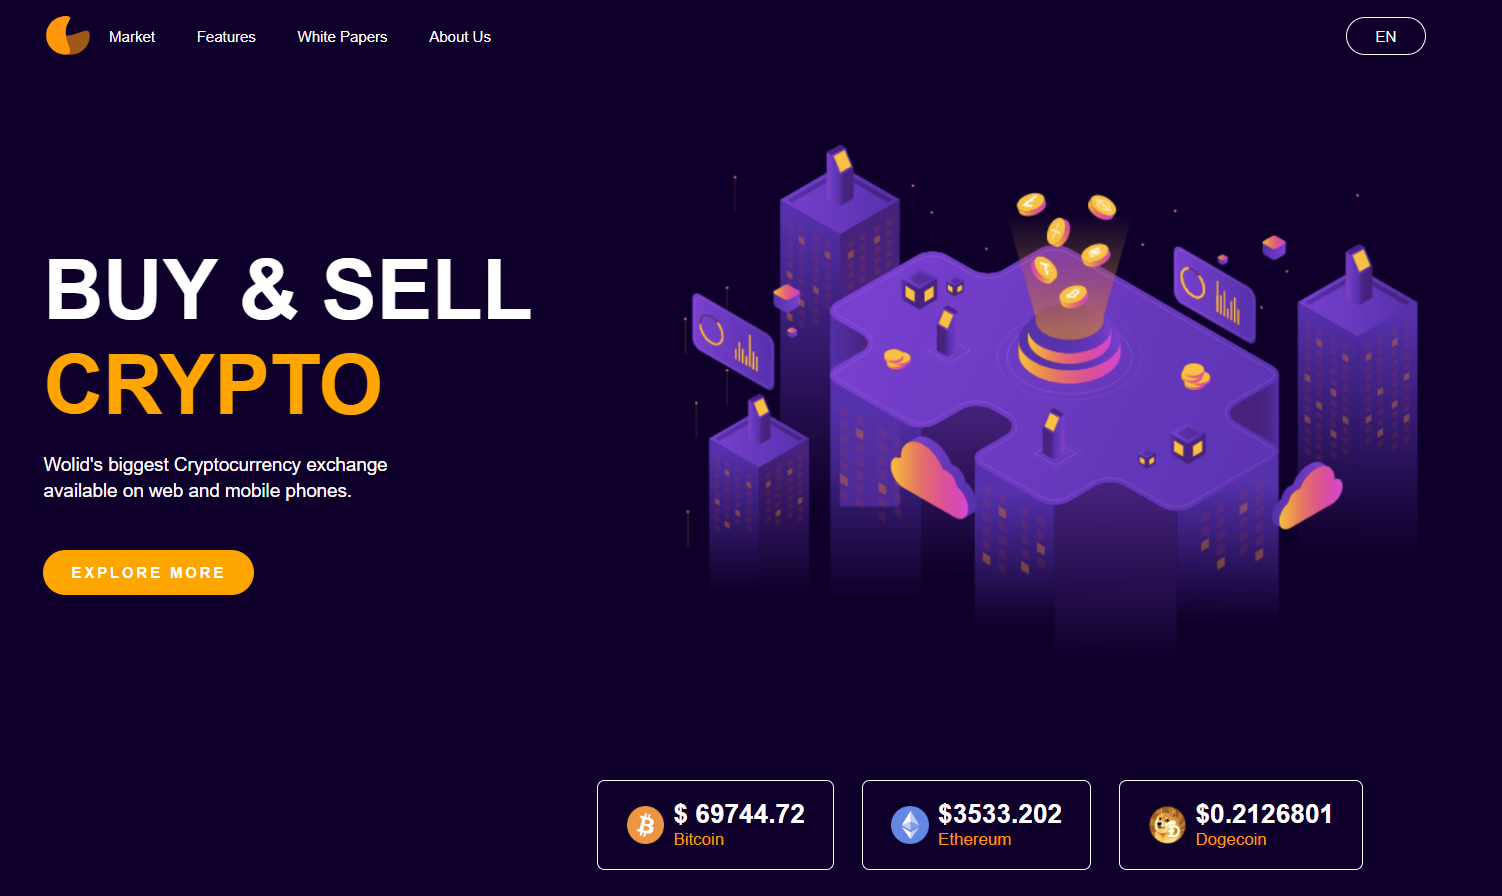 Market Features White Papers About Us EN
BUY & SELL
CRYPTO
Wolid's biggest Cryptocurrency exchange
available on web and mobile phones.
EXPLORE MORE
$ 69744.72
Bitcoin
$3533.202
Ethereum
$0.2126801
Dogecoin